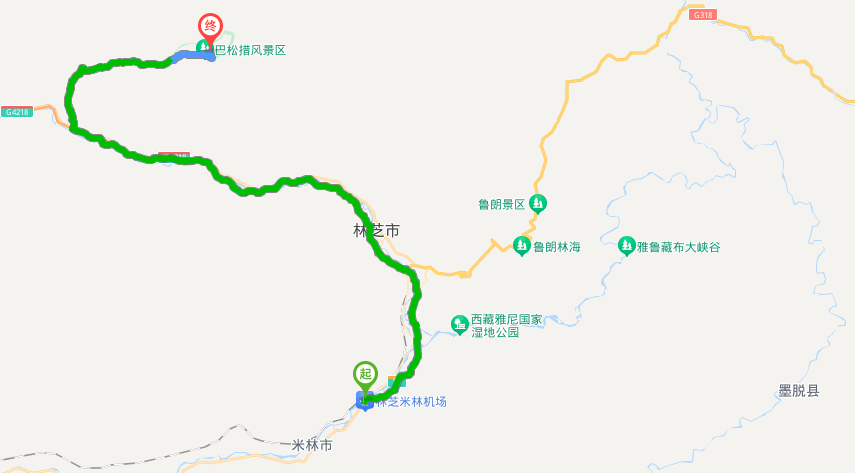 G318
终
巴松措风景区
G4218
鲁朗景区
林芝市
鲁朗林海
雅鲁藏布大峡谷
西藏雅尼国家
湿地公园
起
林芝米林机场
墨脱县
米林市